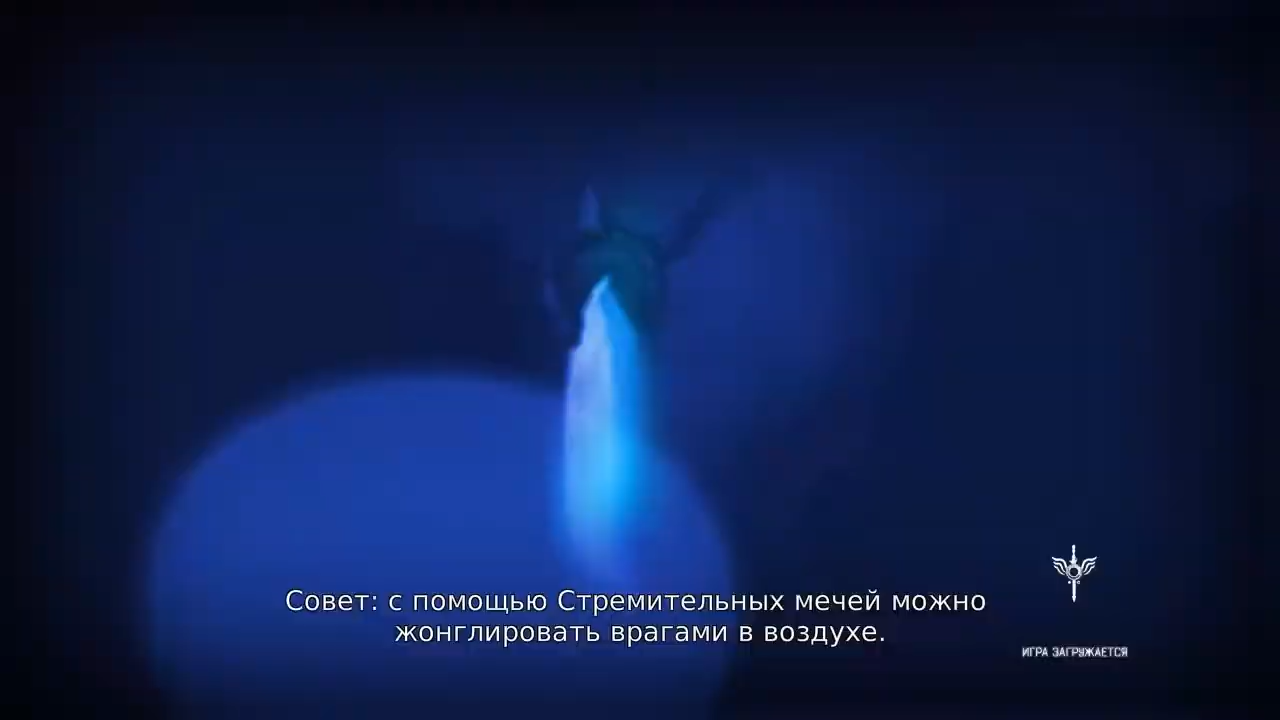 Совет: с помощью Стремительных мечей можно
жонглировать врагами в воздухе.
ИГРА ЗАГРУЖАЕТСЯ